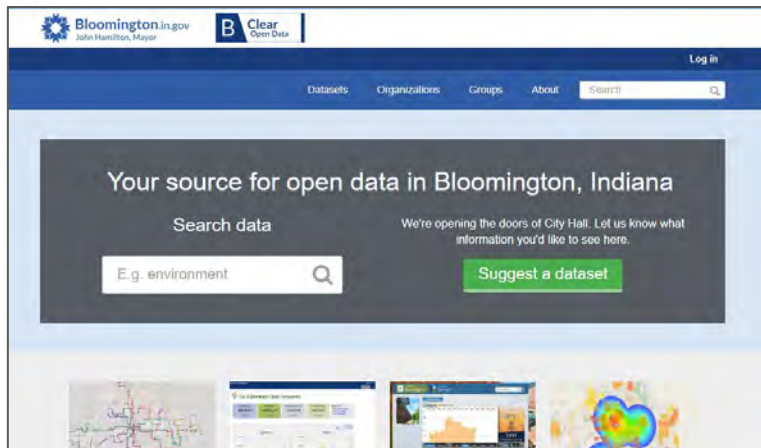 Bloomington.in.gov
John Hamilton, Mayor
B Clear
Open Data
Log in
Datasets Organizations Groups About Search
Your source for open data in Bloomington, Indiana
Search data
We're opening the doors of City Hall. Let us know what
information you'd like to see here.
E.g. environment
Suggest a dataset